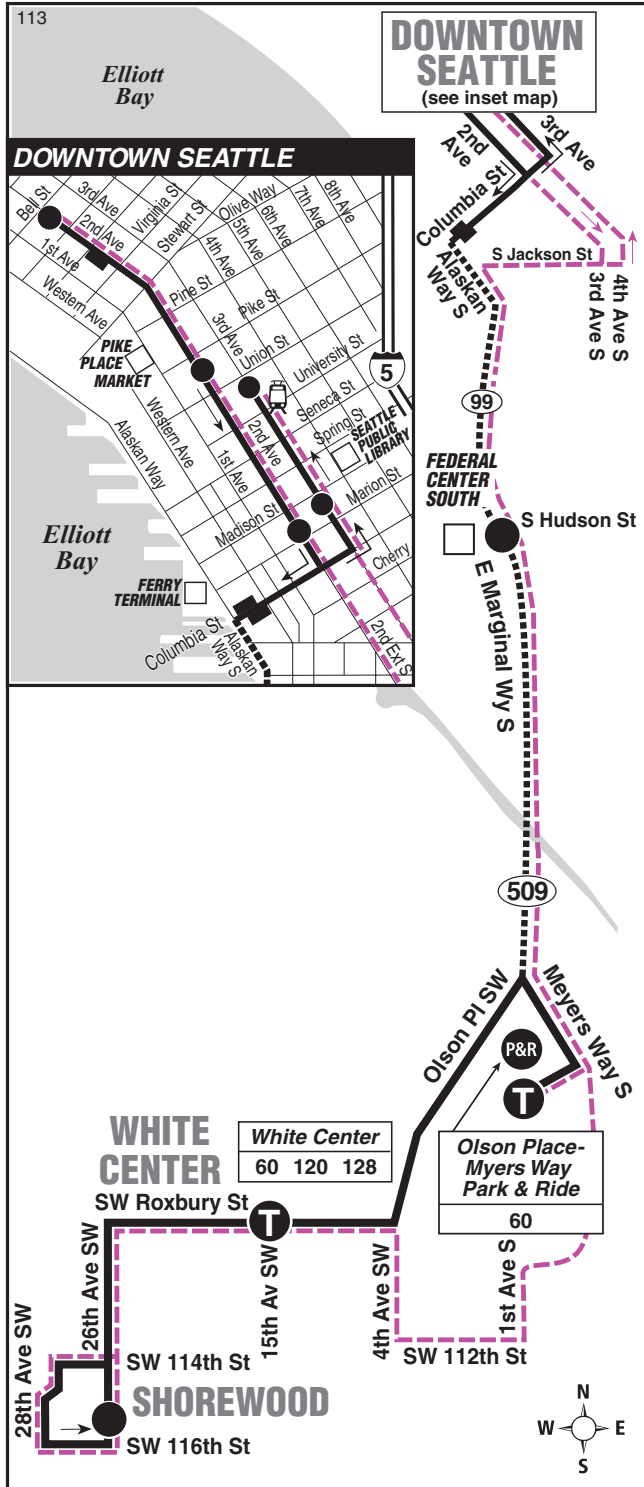 113
Elliott
Bay
DOWNTOWN
SEATTLE
(see inset map)
2nd
Ave
3rd Ave
Columbia St
Alaskan
Way S
S Jackson St
3rd Ave S
4th Ave S
DOWNTOWN SEATTLE
Bell St
3rd Ave
2nd Ave
1st Ave
Western Ave
Virginia St
Stewart St
Olive Way
4th Ave
5th Ave
6th Ave
7th Ave
8th Ave
Pine St
Pike St
3rd Ave
Union St
University St
Seneca St
Spring St
5
PIKE
PLACE
MARKET
Alaskan Way
Western Ave
1st Ave
2nd Ave
SEATTLE
PUBLIC
LIBRARY
Madison St
Marion St
Cherry
Elliott
Bay
FERRY
TERMINAL
Columbia St
Alaskan
Way S
2nd Ext S
99
FEDERAL
CENTER
SOUTH
S Hudson St
E Marginal Wy S
509
Olson Pl SW
Meyers Way S
P&R
T
Olson Place-
Myers Way
Park & Ride
60
WHITE
CENTER
White Center
60 120 128
SW Roxbury St
T
26th Ave SW
15th Av SW
4th Ave SW
1st Ave S
SW 112th St
28th Ave SW
SW 114th St
SHOREWOOD
SW 116th St
N
W
E
S